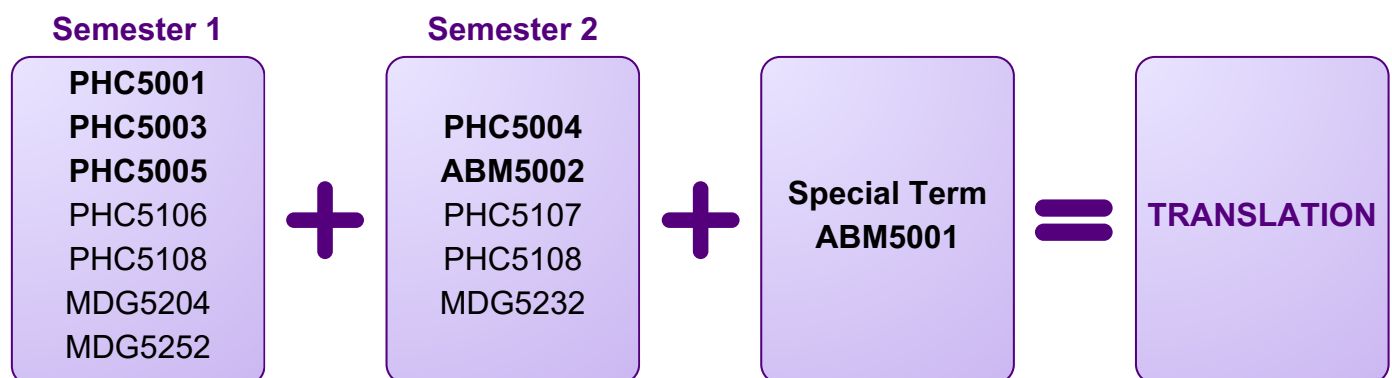 Semester 1
PHC5001
PHC5003
PHC5005
PHC5106
PHC5108
MDG5204
MDG5252
Semester 2
PHC5004
ABM5002
PHC5107
PHC5108
MDG5232
Special Term
ABM5001
TRANSLATION